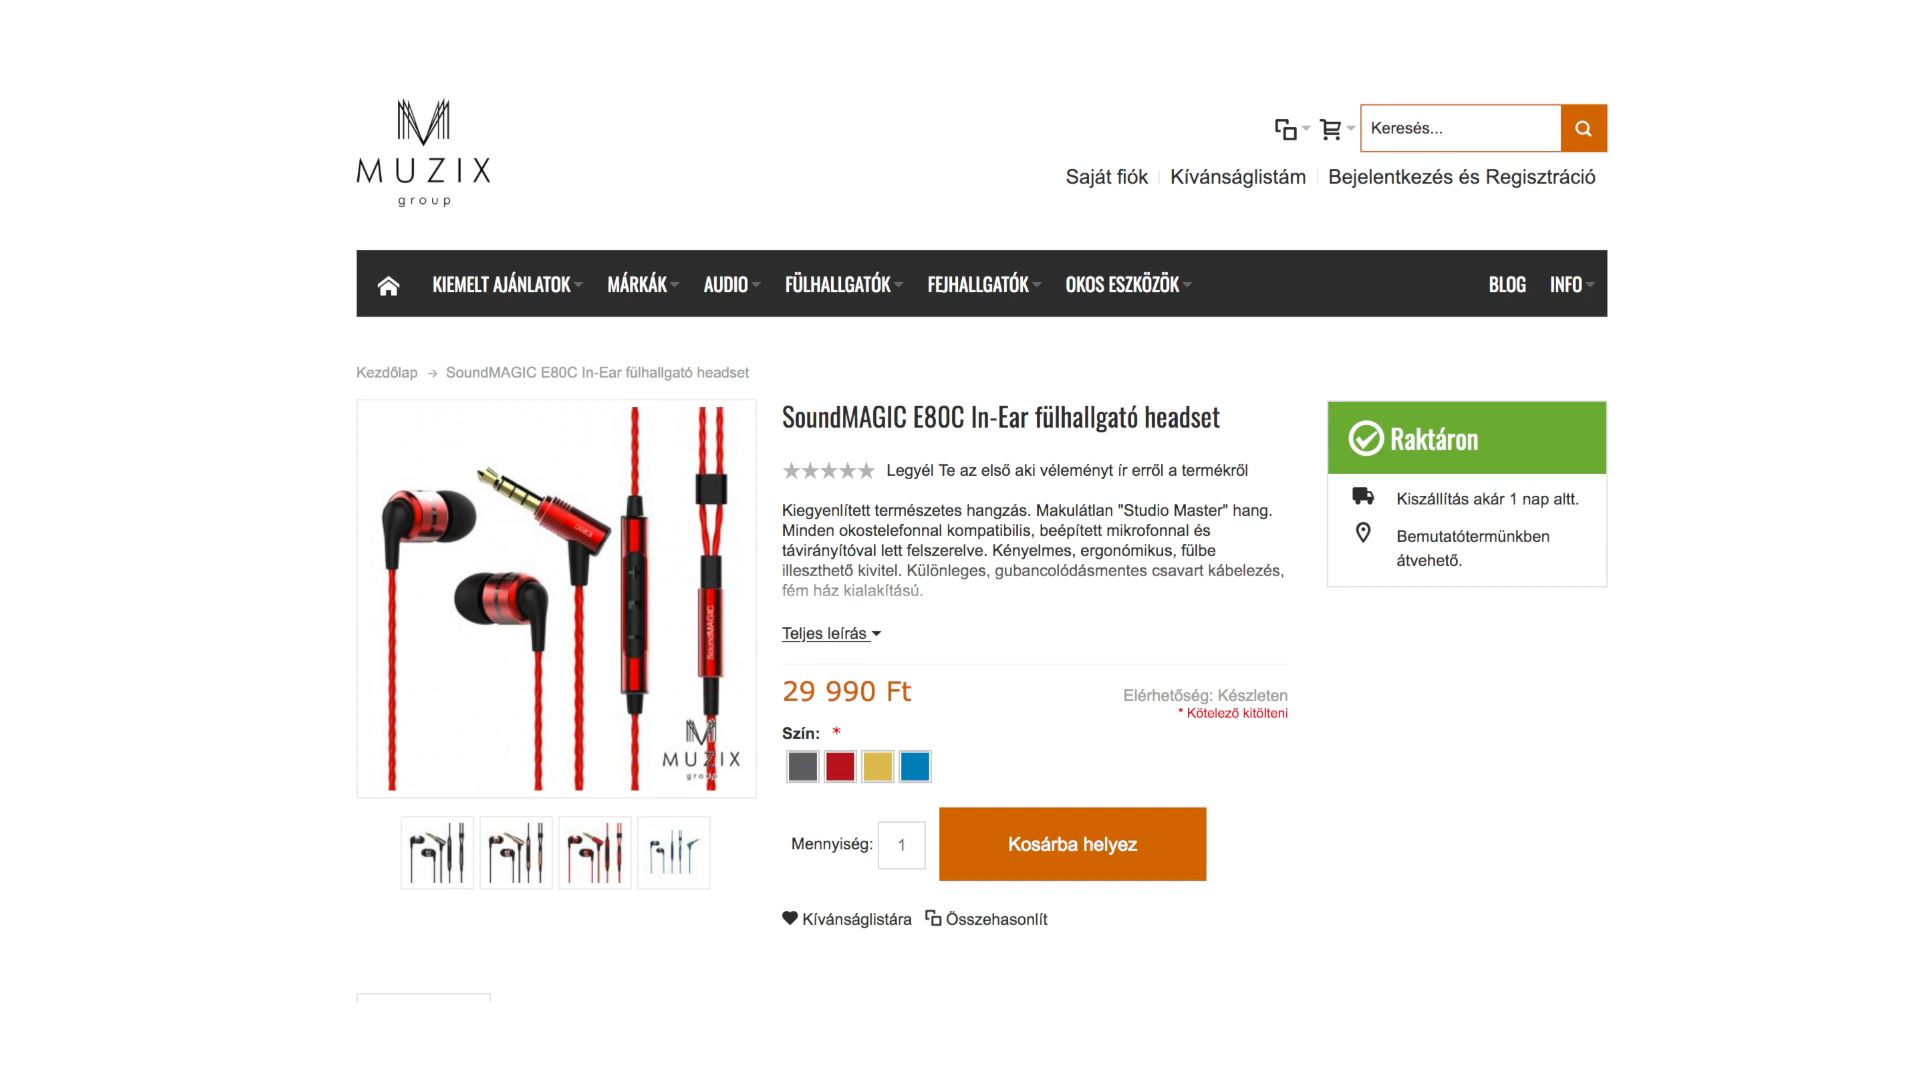 MUZIX
group
Keresés...
Saját fiók
Kívánságlistám
Bejelentkezés és Regisztráció
KIEMELT AJÁNLATOK
MÁRKÁK
AUDIO
FÜLHALLGATÓK
FEJHALLGATÓK
OKOS ESZKÖZÖK
BLOG
INFO
Kezdőlap → SoundMAGIC E80C In-Ear fülhallgató headset
SoundMAGIC
MUZIX
group
SoundMAGIC E80C In-Ear fülhallgató headset
Legyél Te az első aki véleményt ír erről a termékről
Kiegyenlített természetes hangzás. Makulátlan "Studio Master" hang.
Minden okostelefonnal kompatibilis, beépített mikrofonnal és
távirányítóval lett felszerelve. Kényelmes, ergonómikus, fülbe
illeszthető kivitel. Különleges, gubancolódásmentes csavart kábelezés,
fém ház kialakítású.
Teljes leírás
29 990 Ft
Elérhetőség: Készleten
* Kötelező kitölteni
Szín: *
Mennyiség: 1
Kosárba helyez
Kívánságlistára
Összehasonlít
Raktáron
Kiszállítás akár 1 nap altt.
Bemutatótermünkben
átvehető.